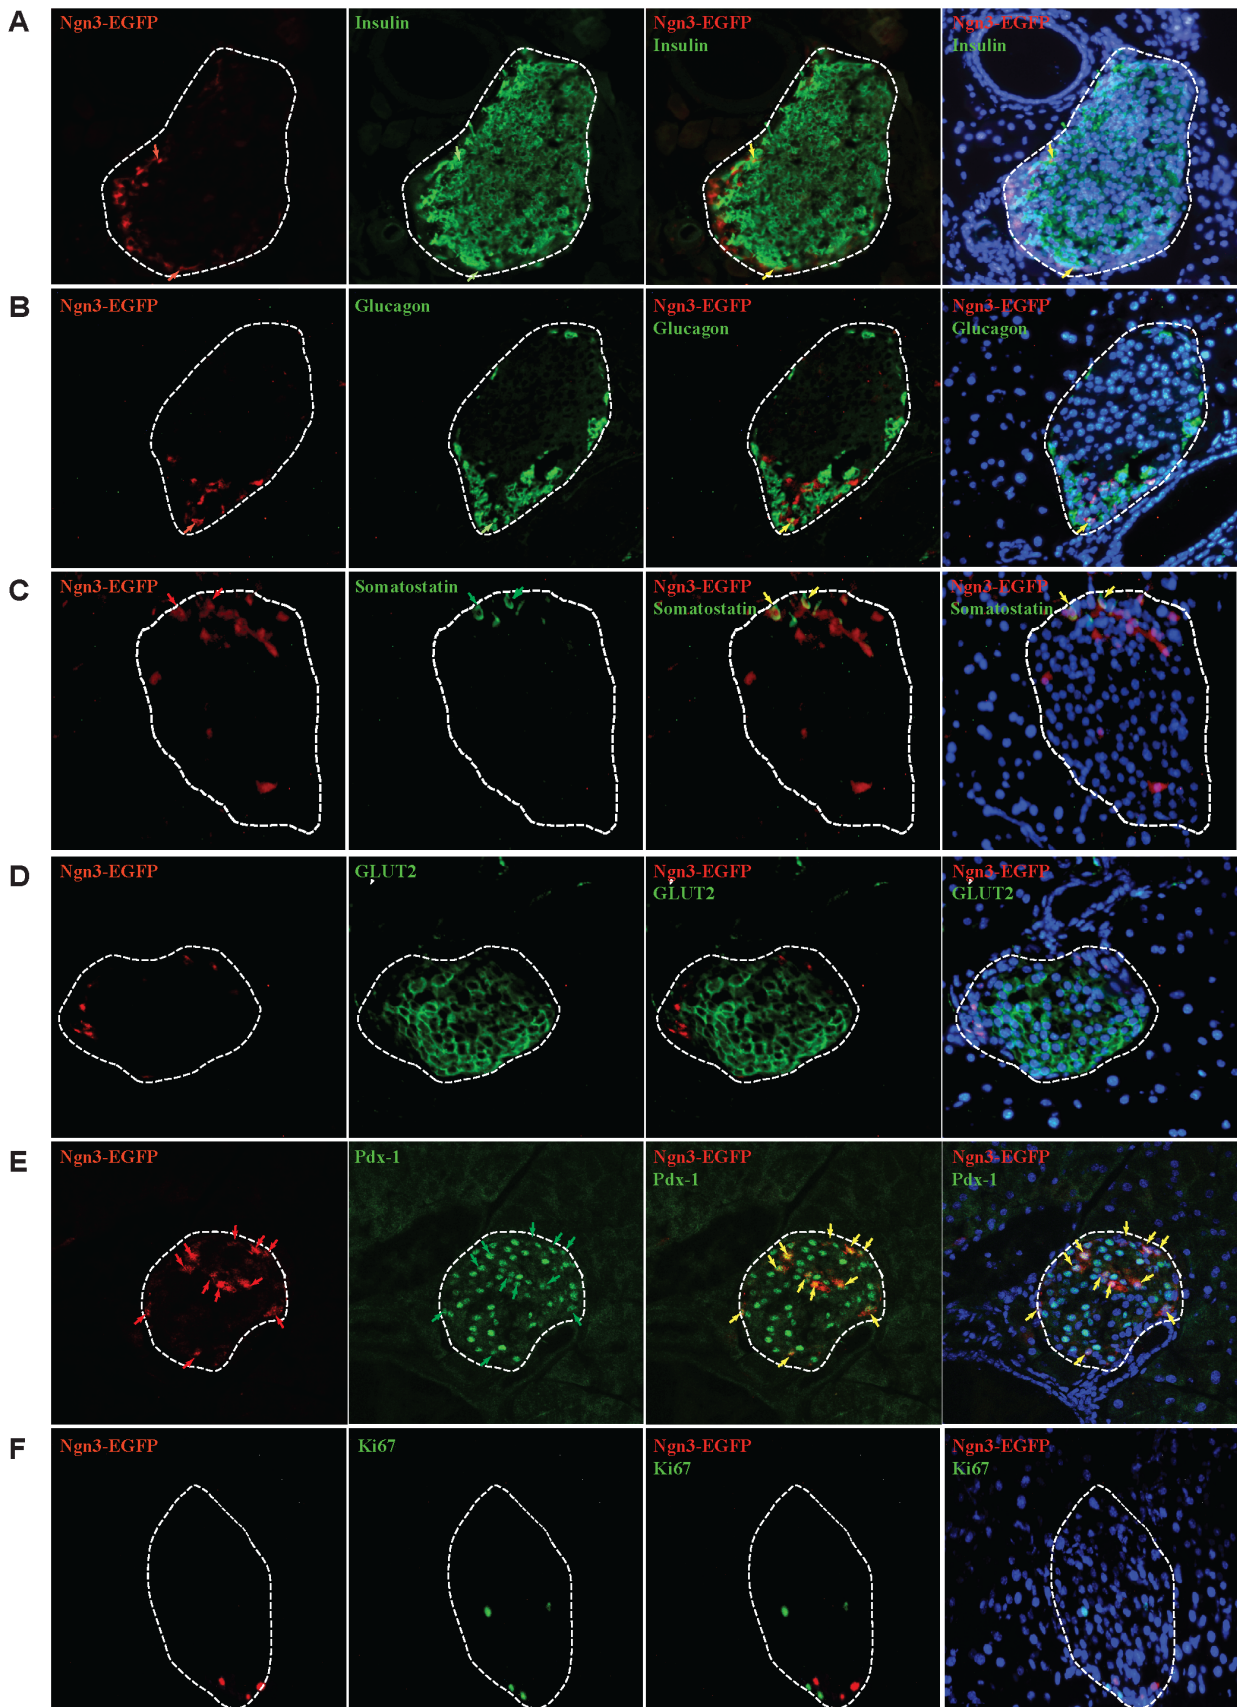 A
Ngn3-EGFP
Insulin
Ngn3-EGFP
Insulin
Ngn3-EGFP
Insulin
B
Ngn3-EGFP
Glucagon
Ngn3-EGFP
Glucagon
Ngn3-EGFP
Glucagon
C
Ngn3-EGFP
Somatostatin
Ngn3-EGFP
Somatostatin
Ngn3-EGFP
Somatostatin
D
Ngn3-EGFP
GLUT2
Ngn3-EGFP
GLUT2
Ngn3-EGFP
GLUT2
E
Ngn3-EGFP
Pdx-1
Ngn3-EGFP
Pdx-1
Ngn3-EGFP
Pdx-1
F
Ngn3-EGFP
Ki67
Ngn3-EGFP
Ki67
Ngn3-EGFP
Ki67